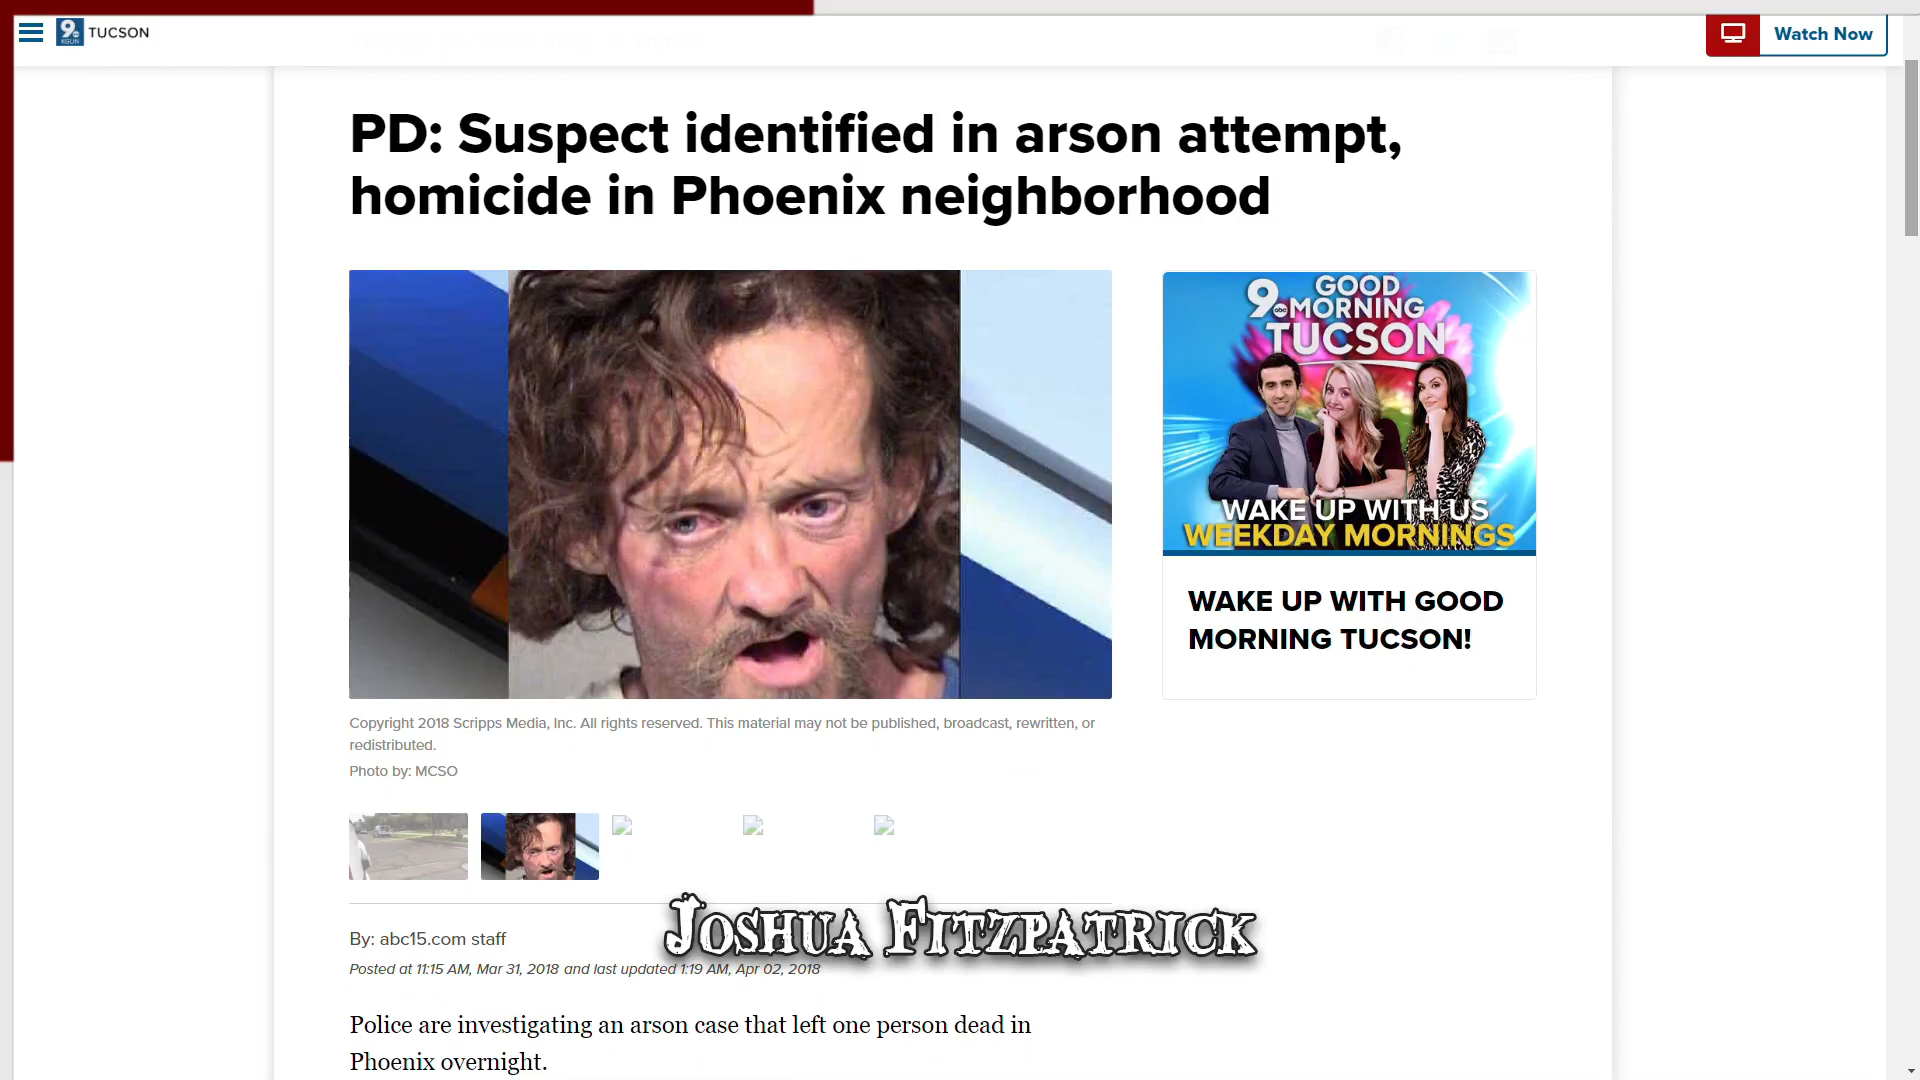 9 KGUN TUCSON
Watch Now
PD: Suspect identified in arson attempt,
homicide in Phoenix neighborhood
9 abc GOOD
MORNING
TUCSON
WAKE UP WITH US
WEEKDAY MORNINGS
WAKE UP WITH GOOD
MORNING TUCSON!
Copyright 2018 Scripps Media, Inc. All rights reserved. This material may not be published, broadcast, rewritten, or
redistributed.
Photo by: MCSO
Joshua Fitzpatrick
By: abc15.com staff
Posted at 11:15 AM, Mar 31, 2018 and last updated 1:19 AM, Apr 02, 2018
Police are investigating an arson case that left one person dead in
Phoenix overnight.